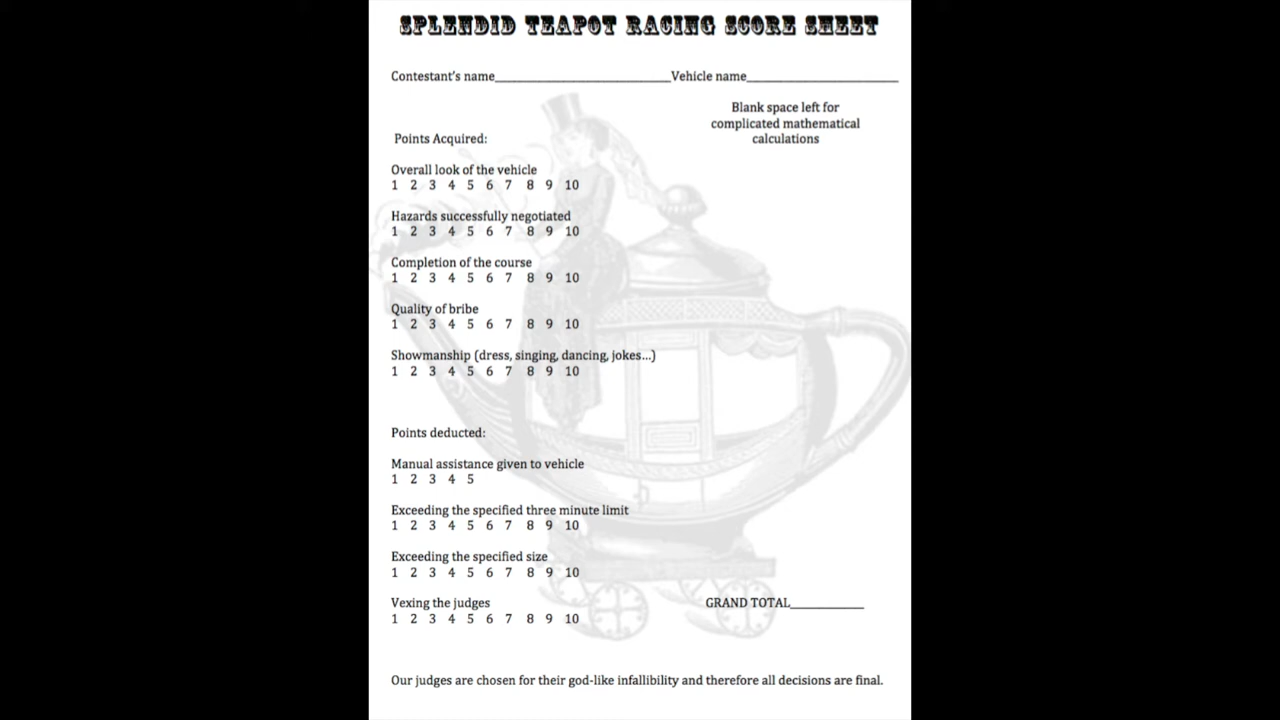 SPLENDID TEAPOT RACING SCORE SHEET
Contestant's name____________________________Vehicle name________________________
Blank space left for
complicated mathematical
calculations
Points Acquired:
Overall look of the vehicle
1 2 3 4 5 6 7 8 9 10
Hazards successfully negotiated
1 2 3 4 5 6 7 8 9 10
Completion of the course
1 2 3 4 5 6 7 8 9 10
Quality of bribe
1 2 3 4 5 6 7 8 9 10
Showmanship (dress, singing, dancing, jokes...)
1 2 3 4 5 6 7 8 9 10
Points deducted:
Manual assistance given to vehicle
1 2 3 4 5
Exceeding the specified three minute limit
1 2 3 4 5 6 7 8 9 10
Exceeding the specified size
1 2 3 4 5 6 7 8 9 10
Vexing the judges
1 2 3 4 5 6 7 8 9 10
GRAND TOTAL____________
Our judges are chosen for their god-like infallibility and therefore all decisions are final.